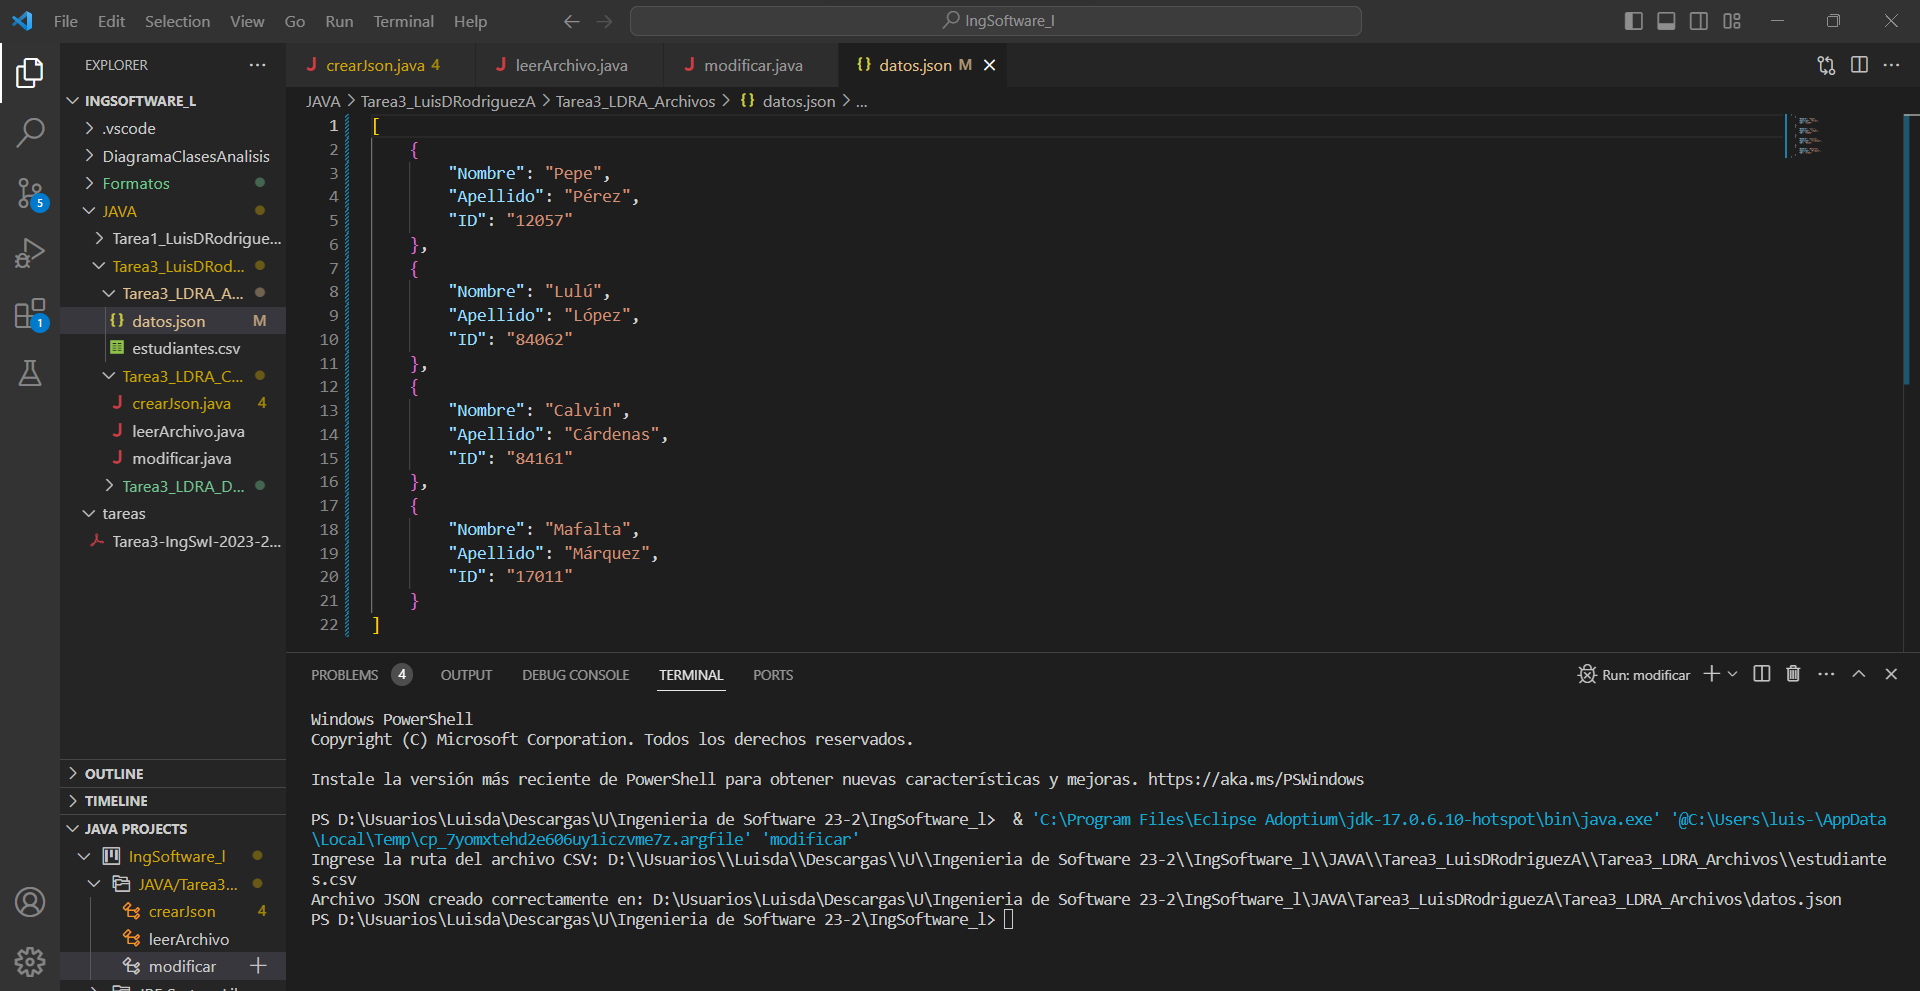 File Edit Selection View Go Run Terminal Help
IngSoftware_l
EXPLORER
INGSOFTWARE_L
.vscode
DiagramaClasesAnalisis
Formatos
JAVA
Tarea1_LuisDRodrigue...
Tarea3_LuisDRod...
Tarea3_LDRA_A...
datos.json M
estudiantes.csv
Tarea3_LDRA_C...
crearJson.java 4
leerArchivo.java
modificar.java
Tarea3_LDRA_D...
tareas
Tarea3-IngSwI-2023-2...
OUTLINE
TIMELINE
JAVA PROJECTS
IngSoftware_l
JAVA/Tarea3...
crearJson 4
leerArchivo
modificar
5
1
crearJson.java 4 leerArchivo.java modificar.java {} datos.json M
JAVA > Tarea3_LuisDRodriguezA > Tarea3_LDRA_Archivos > {} datos.json > ...
1 [
2 {
3 "Nombre": "Pepe",
4 "Apellido": "Pérez",
5 "ID": "12057"
6 },
7 {
8 "Nombre": "Lulú",
9 "Apellido": "López",
10 "ID": "84062"
11 },
12 {
13 "Nombre": "Calvin",
14 "Apellido": "Cárdenas",
15 "ID": "84161"
16 },
17 {
18 "Nombre": "Mafalta",
19 "Apellido": "Márquez",
20 "ID": "17011"
21 }
22 ]
PROBLEMS 4 OUTPUT DEBUG CONSOLE TERMINAL PORTS
Run: modificar
Windows PowerShell
Copyright (C) Microsoft Corporation. Todos los derechos reservados.
Instale la versión más reciente de PowerShell para obtener nuevas características y mejoras. https://aka.ms/PSWindows
PS D:\Usuarios\Luisda\Descargas\U\Ingenieria de Software 23-2\IngSoftware_l> & 'C:\Program Files\Eclipse Adoptium\jdk-17.0.6.10-hotspot\bin\java.exe' '@C:\Users\luis-\AppData
\Local\Temp\cp_7yomxtehd2e606uy1iczvme7z.argfile' 'modificar'
Ingrese la ruta del archivo CSV: D:\\Usuarios\\Luisda\\Descargas\\U\\Ingenieria de Software 23-2\\IngSoftware_l\\JAVA\\Tarea3_LuisDRodriguezA\\Tarea3_LDRA_Archivos\\estudiante
s.csv
Archivo JSON creado correctamente en: D:\Usuarios\Luisda\Descargas\U\Ingenieria de Software 23-2\IngSoftware_l\JAVA\Tarea3_LuisDRodriguezA\Tarea3_LDRA_Archivos\datos.json
PS D:\Usuarios\Luisda\Descargas\U\Ingenieria de Software 23-2\IngSoftware_l>